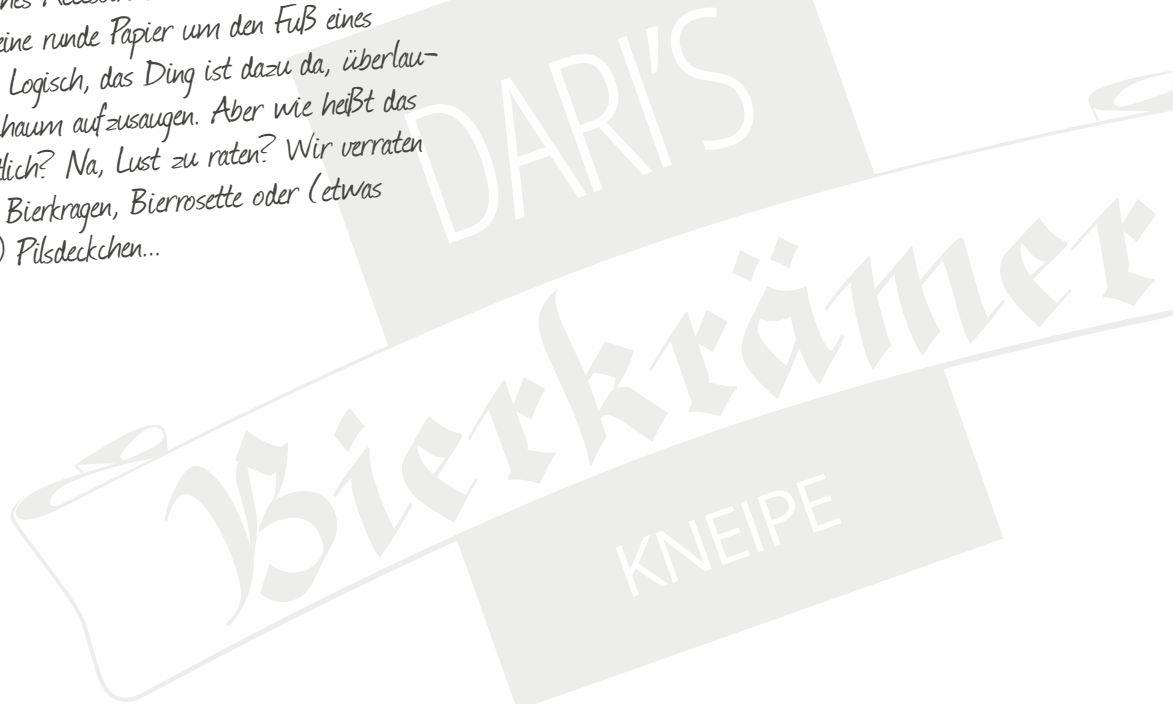 eine runde Papier um den Fuß eines
Logisch, das Ding ist dazu da, überlau-
haum aufzusaugen. Aber wie heißt das
lich? Na, Lust zu raten? Wir verraten
Bierkragen, Bierrosette oder (etwas
) Pilsdeckchen...
DARI'S
Bierkrämer
KNEIPE